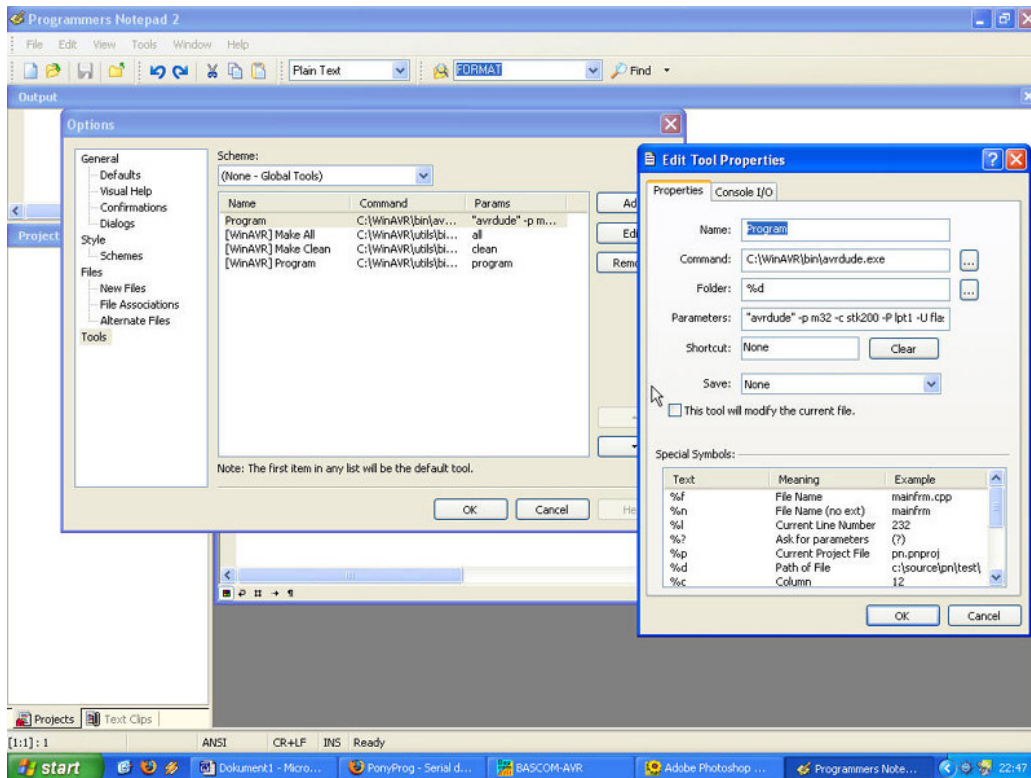 Programmers Notepad 2
File Edit View Tools Window Help
Plain Text FORMAT Find
Output
Options
General
Defaults
Visual Help
Confirmations
Dialogs
Style
Schemes
Files
New Files
File Associations
Alternate Files
Tools
Scheme:
(None - Global Tools)
Name Command Params
Program C:\WinAVR\bin\av... "avrdude" -p m...
[WinAVR] Make All C:\WinAVR\utils\bi... all
[WinAVR] Make Clean C:\WinAVR\utils\bi... clean
[WinAVR] Program C:\WinAVR\utils\bi... program
Ad
Edi
Remo
Note: The first item in any list will be the default tool.
OK Cancel He
Project
Edit Tool Properties
Properties Console I/O
Name: Program
Command: C:\WinAVR\bin\avrdude.exe ...
Folder: %d ...
Parameters: "avrdude" -p m32 -c stk200 -P lpt1 -U fla
Shortcut: None Clear
Save: None
This tool will modify the current file.
Special Symbols:
Text Meaning Example
%f File Name mainfrm.cpp
%n File Name (no ext) mainfrm
%l Current Line Number 232
%? Ask for parameters (?)
%p Current Project File pn.pnproj
%d Path of File c:\source\pn\test\
%c Column 12
OK Cancel
Projects Text Clips
[1:1] : 1 ANSI CR+LF INS Ready
start Dokument1 - Micro... PonyProg - Serial d... BASCOM-AVR Adobe Photoshop ... Programmers Note... 22:47